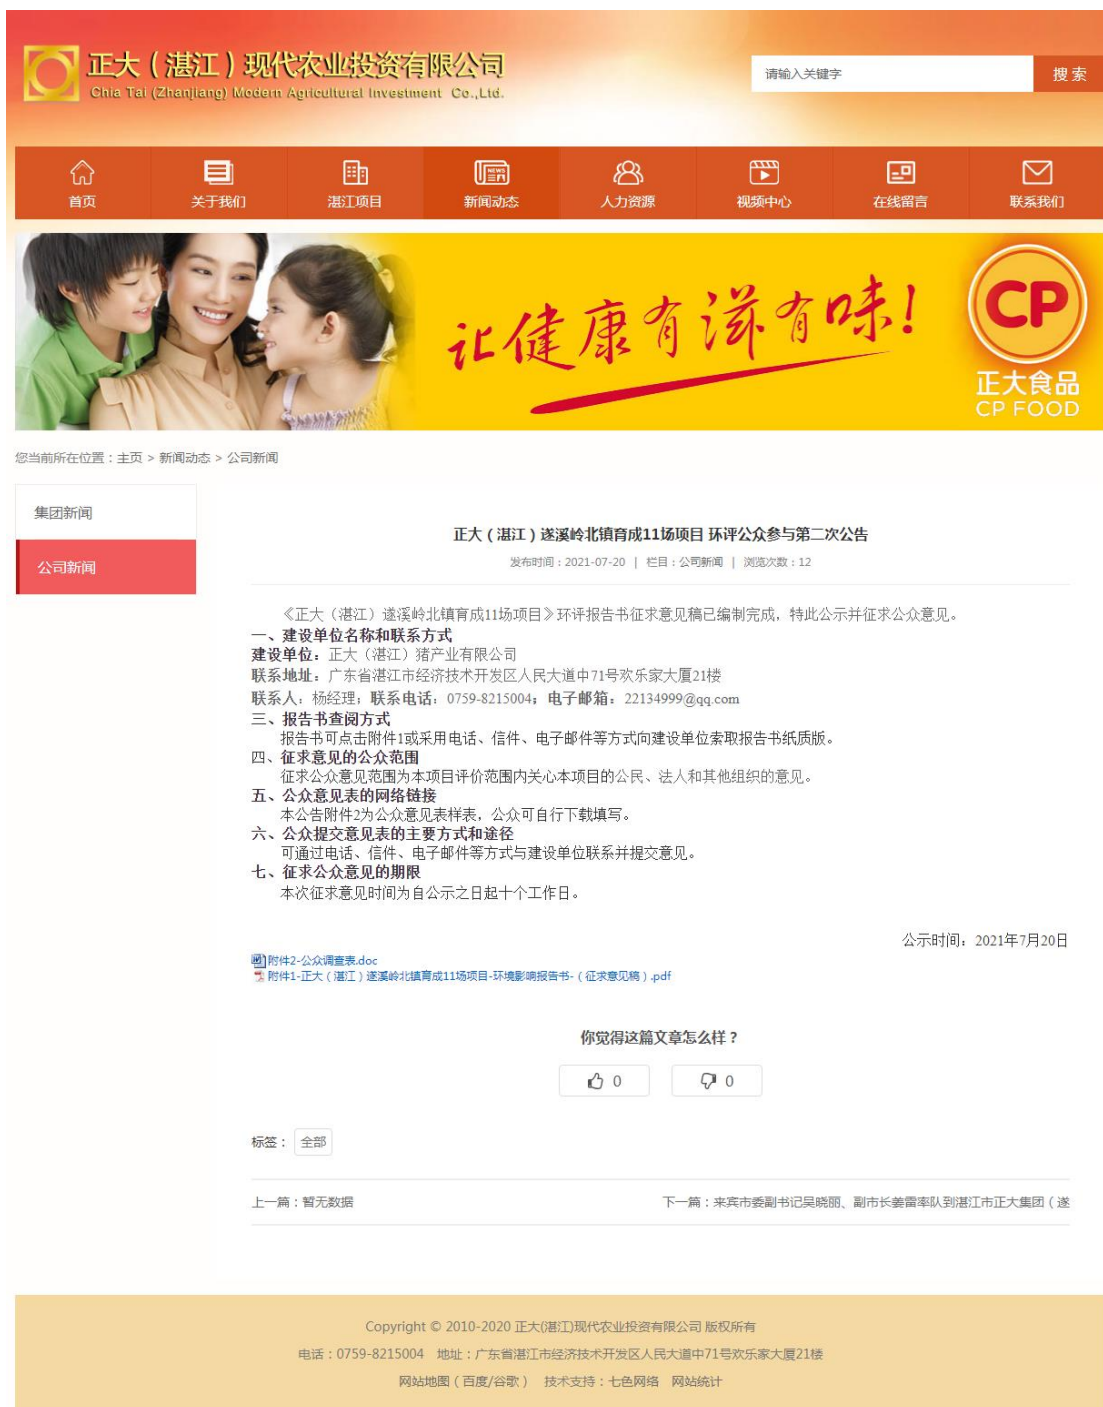 正大（湛江）现代农业投资有限公司
Chia Tai (Zhanjiang) Modern Agricultural Investment Co.,Ltd.
请输入关键字
搜 索
首页
关于我们
湛江项目
NEWS
新闻动态
人力资源
视频中心
在线留言
联系我们
让健康有滋有味!
CP
正大食品
CP FOOD
您当前所在位置：主页 > 新闻动态 > 公司新闻
集团新闻
公司新闻
正大（湛江）遂溪岭北镇育成11场项目 环评公众参与第二次公告
发布时间：2021-07-20 | 栏目：公司新闻 | 浏览次数：12
《正大（湛江）遂溪岭北镇育成11场项目》环评报告书征求意见稿已编制完成，特此公示并征求公众意见。
一、建设单位名称和联系方式
建设单位：正大（湛江）猪产业有限公司
联系地址：广东省湛江市经济技术开发区人民大道中71号欢乐家大厦21楼
联系人：杨经理；联系电话：0759-8215004；电子邮箱：22134999@qq.com
三、报告书查阅方式
报告书可点击附件1或采用电话、信件、电子邮件等方式向建设单位索取报告书纸质版。
四、征求意见的公众范围
征求公众意见范围为本项目评价范围内关心本项目的公民、法人和其他组织的意见。
五、公众意见表的网络链接
本公告附件2为公众意见表样表，公众可自行下载填写。
六、公众提交意见表的主要方式和途径
可通过电话、信件、电子邮件等方式与建设单位联系并提交意见。
七、征求公众意见的期限
本次征求意见时间为自公示之日起十个工作日。
公示时间：2021年7月20日
附件2-公众调查表.doc
附件1-正大（湛江）遂溪岭北镇育成11场项目-环境影响报告书-（征求意见稿）.pdf
你觉得这篇文章怎么样？
0
0
标签： 全部
上一篇：暂无数据
下一篇：来宾市委副书记吴晓丽、副市长姜雷率队到湛江市正大集团（遂
Copyright © 2010-2020 正大(湛江)现代农业投资有限公司 版权所有
电话：0759-8215004 地址：广东省湛江市经济技术开发区人民大道中71号欢乐家大厦21楼
网站地图（百度/谷歌） 技术支持：七色网络 网站统计